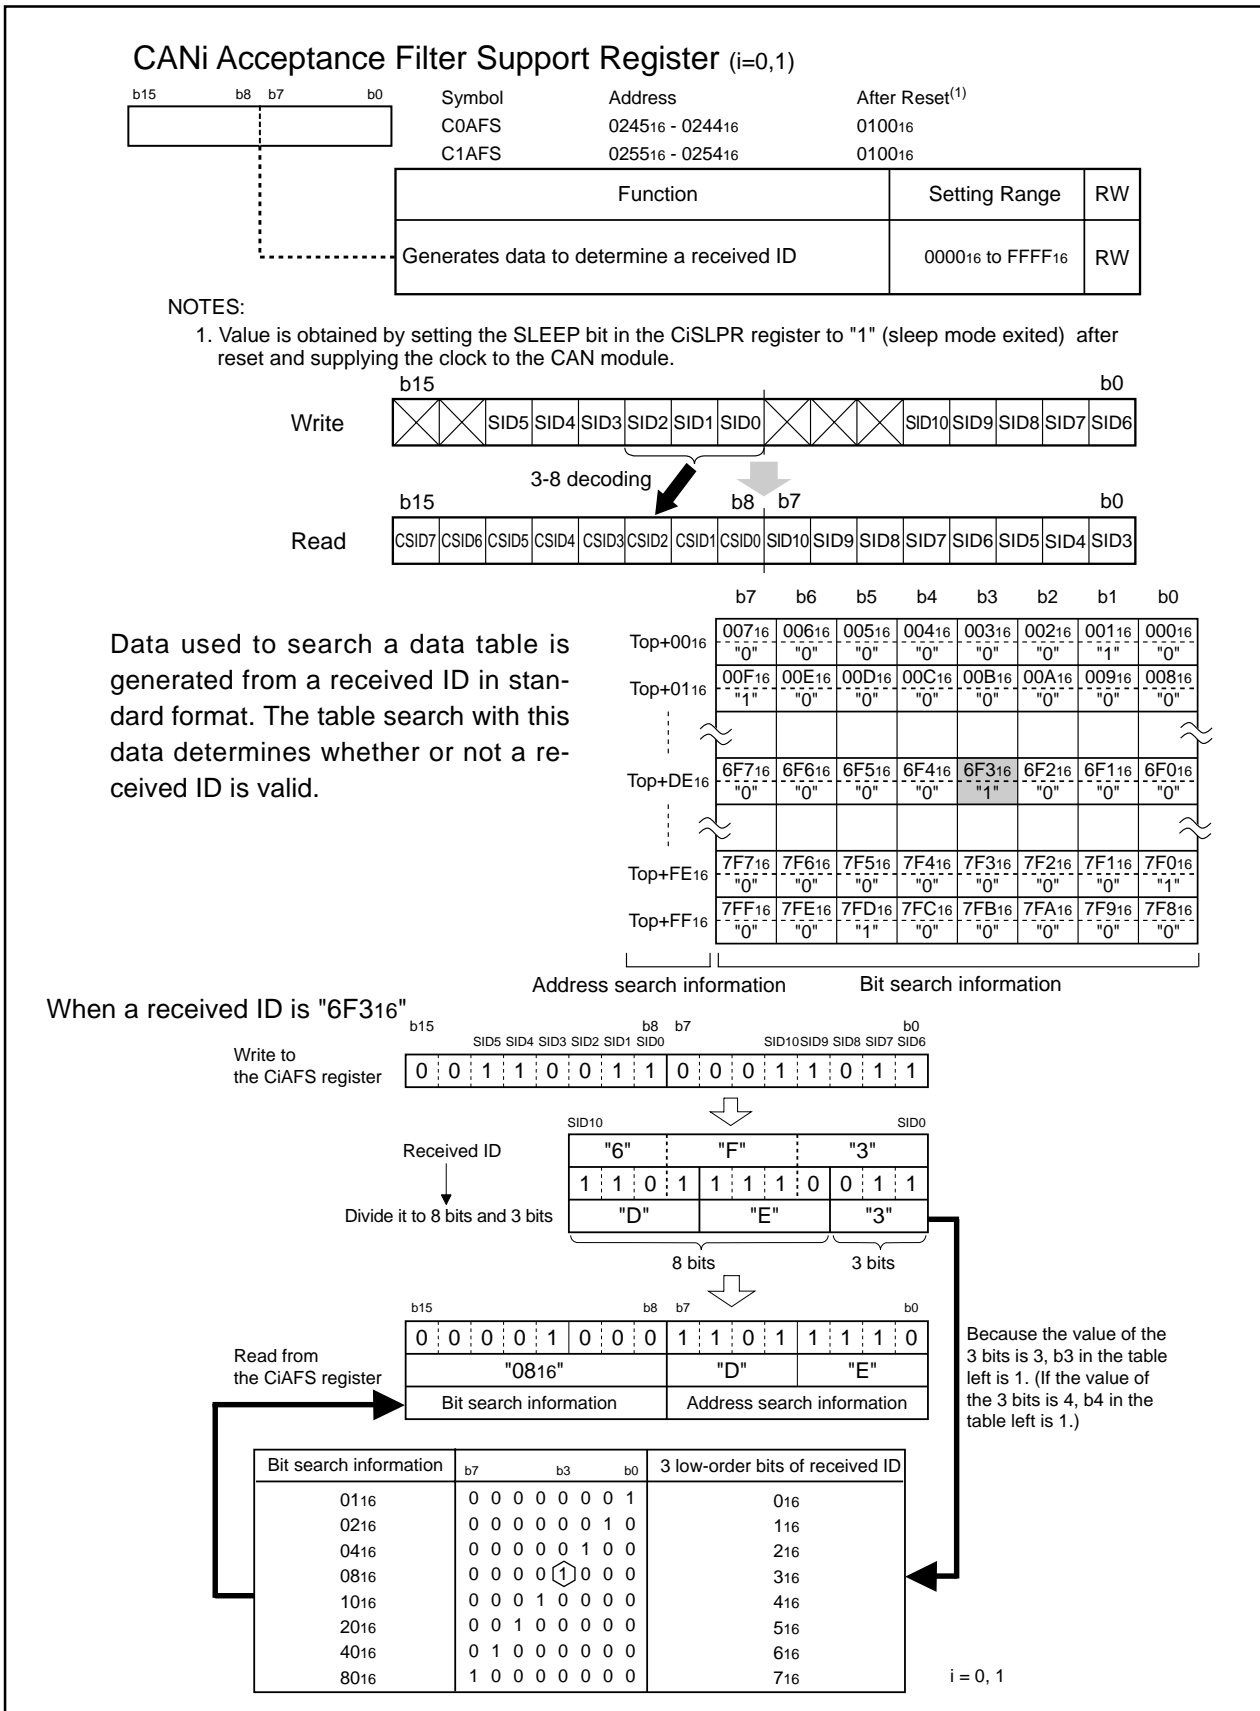 CANi Acceptance Filter Support Register (i=0,1)
b15 b8 b7 b0
Symbol Address After Reset(1)
C0AFS 024516 - 024416 010016
C1AFS 025516 - 025416 010016
Function Setting Range RW
Generates data to determine a received ID 000016 to FFFF16 RW
NOTES:
1. Value is obtained by setting the SLEEP bit in the CiSLPR register to "1" (sleep mode exited) after
reset and supplying the clock to the CAN module.
b15 b0
Write SID5 SID4 SID3 SID2 SID1 SID0 SID10 SID9 SID8 SID7 SID6
3-8 decoding
b15 b8 b7 b0
Read CSID7 CSID6 CSID5 CSID4 CSID3 CSID2 CSID1 CSID0 SID10 SID9 SID8 SID7 SID6 SID5 SID4 SID3
Data used to search a data table is
generated from a received ID in stan-
dard format. The table search with this
data determines whether or not a re-
ceived ID is valid.
b7 b6 b5 b4 b3 b2 b1 b0
Top+0016 00716 00616 00516 00416 00316 00216 00116 00016
"0" "0" "0" "0" "0" "0" "1" "0"
Top+0116 00F16 00E16 00D16 00C16 00B16 00A16 00916 00816
"1" "0" "0" "0" "0" "0" "0" "0"
Top+DE16 6F716 6F616 6F516 6F416 6F316 6F216 6F116 6F016
"0" "0" "0" "0" "1" "0" "0" "0"
Top+FE16 7F716 7F616 7F516 7F416 7F316 7F216 7F116 7F016
"0" "0" "0" "0" "0" "0" "0" "1"
Top+FF16 7FF16 7FE16 7FD16 7FC16 7FB16 7FA16 7F916 7F816
"0" "0" "1" "0" "0" "0" "0" "0"
Address search information Bit search information
When a received ID is "6F316"
b15 b8 b7 b0
SID5 SID4 SID3 SID2 SID1 SID0 SID10 SID9 SID8 SID7 SID6
Write to
the CiAFS register
0 0 1 1 0 0 1 1 0 0 0 1 1 0 1 1
SID10 SID0
Received ID "6" "F" "3"
1 1 0 1 1 1 1 0 0 1 1
Divide it to 8 bits and 3 bits "D" "E" "3"
8 bits 3 bits
b15 b8 b7 b0
0 0 0 0 1 0 0 0 1 1 0 1 1 1 1 0
Read from
the CiAFS register
"0816" "D" "E"
Bit search information Address search information
Because the value of the
3 bits is 3, b3 in the table
left is 1. (If the value of
the 3 bits is 4, b4 in the
table left is 1.)
Bit search information b7 b3 b0 3 low-order bits of received ID
0116 0 0 0 0 0 0 0 1 016
0216 0 0 0 0 0 0 1 0 116
0416 0 0 0 0 0 1 0 0 216
0816 0 0 0 0 1 0 0 0 316
1016 0 0 0 1 0 0 0 0 416
2016 0 0 1 0 0 0 0 0 516
4016 0 1 0 0 0 0 0 0 616
8016 1 0 0 0 0 0 0 0 716
i = 0, 1